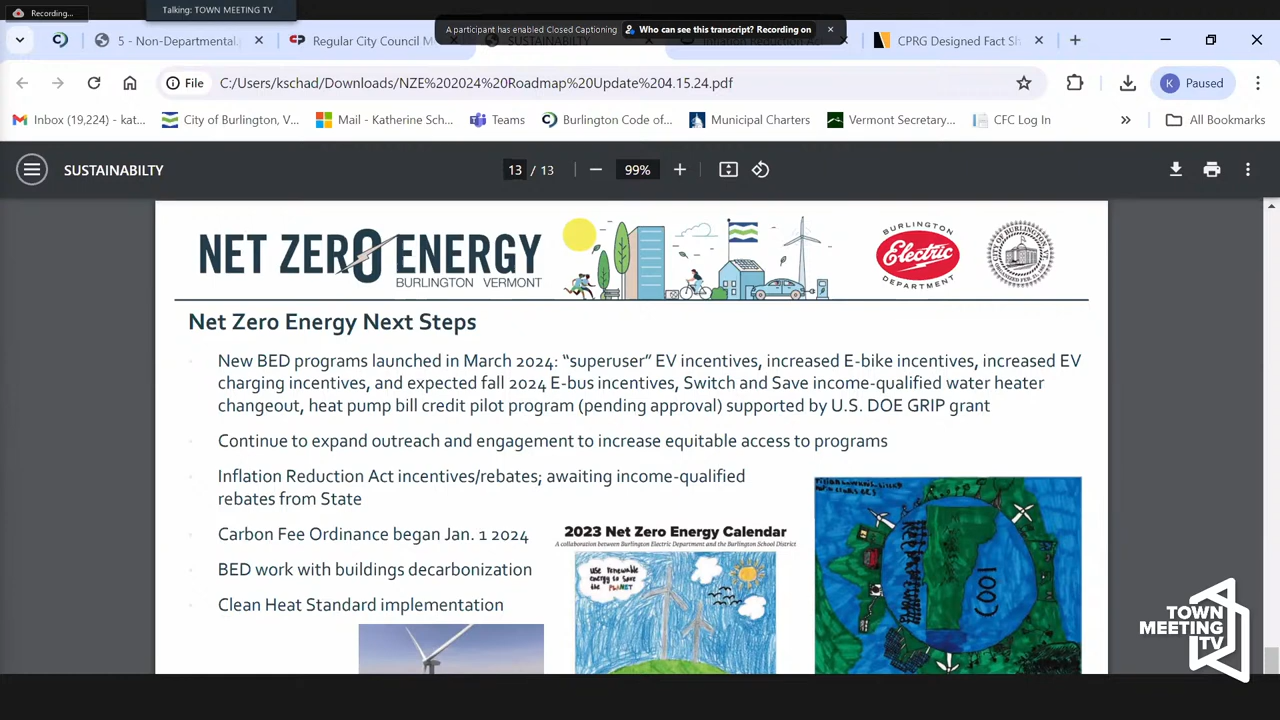 Recording...
Talking: TOWN MEETING TV
A participant has enabled Closed Captioning
Who can see this transcript? Recording on
5 - Non-Departmental
Regular City Council M
SUSTAINABILITY
Inflation Reduction A
CPRG Designed Fact Sh
File
C:/Users/kschad/Downloads/NZE%202024%20Roadmap%20Update%204.15.24.pdf
K Paused
Inbox (19,224) - kat...
City of Burlington, V...
Mail - Katherine Sch...
Teams
Burlington Code of...
Municipal Charters
Vermont Secretary...
CFC Log In
All Bookmarks
SUSTAINABILTY
13 / 13
99%
NET ZERO ENERGY
BURLINGTON VERMONT
BURLINGTON
Electric
DEPARTMENT
Net Zero Energy Next Steps
New BED programs launched in March 2024: “superuser” EV incentives, increased E-bike incentives, increased EV
charging incentives, and expected fall 2024 E-bus incentives, Switch and Save income-qualified water heater
changeout, heat pump bill credit pilot program (pending approval) supported by U.S. DOE GRIP grant
Continue to expand outreach and engagement to increase equitable access to programs
Inflation Reduction Act incentives/rebates; awaiting income-qualified
rebates from State
Carbon Fee Ordinance began Jan. 1 2024
BED work with buildings decarbonization
Clean Heat Standard implementation
2023 Net Zero Energy Calendar
A collaboration between Burlington Electric Department and the Burlington School District
use renewable
energy to save
the PLANET
COOL
TOWN
MEETING
TV